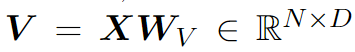 V = XW_V ∈ ℝ^{N×D}